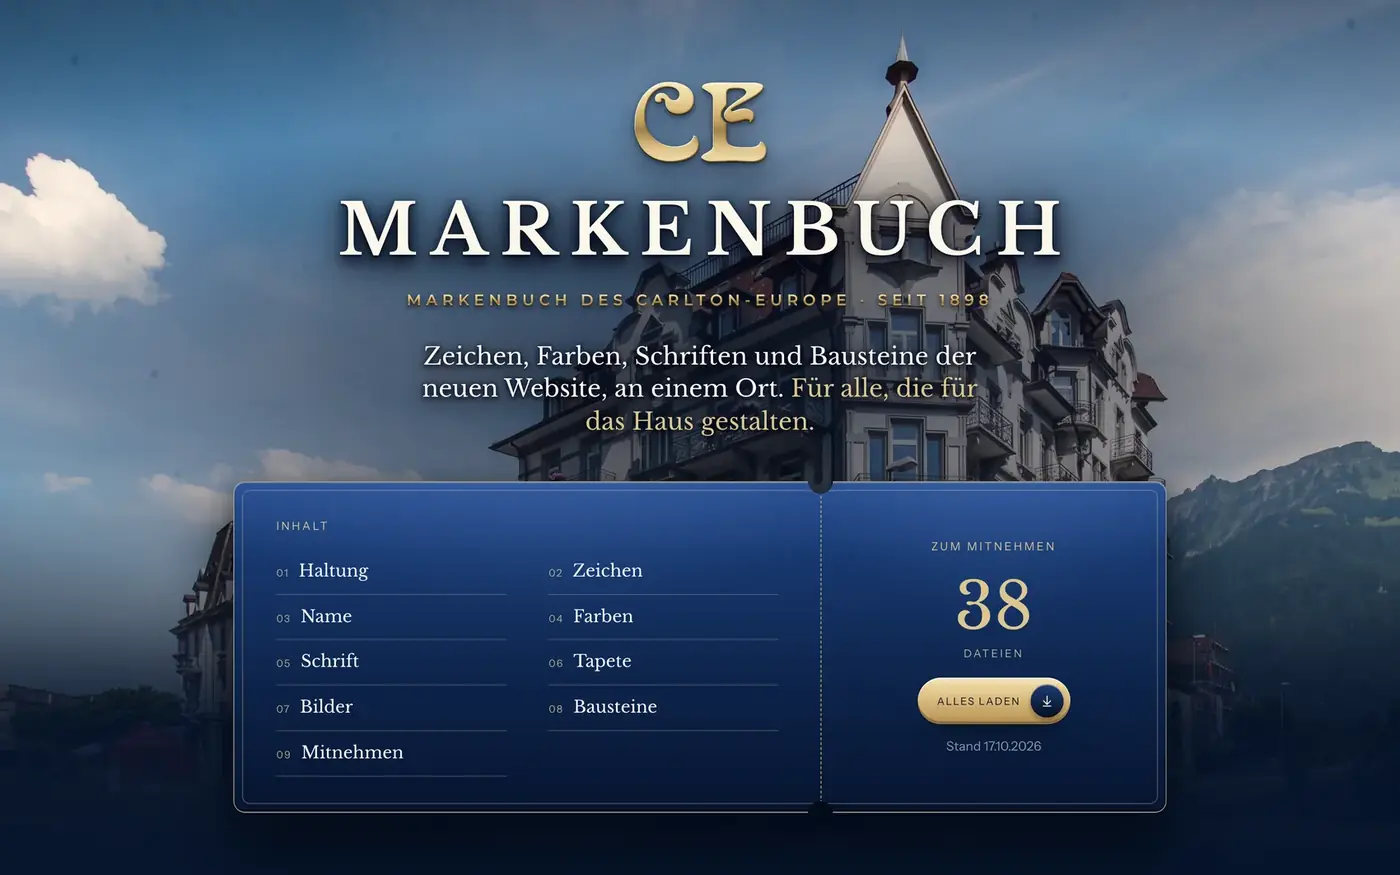 CE
MARKENBUCH
MARKENBUCH DES CARLTON-EUROPE · SEIT 1898
Zeichen, Farben, Schriften und Bausteine der
neuen Website, an einem Ort. Für alle, die für
das Haus gestalten.
INHALT
01 Haltung
02 Zeichen
03 Name
04 Farben
05 Schrift
06 Tapete
07 Bilder
08 Bausteine
09 Mitnehmen
ZUM MITNEHMEN
38
DATEIEN
ALLES LADEN
Stand 17.10.2026